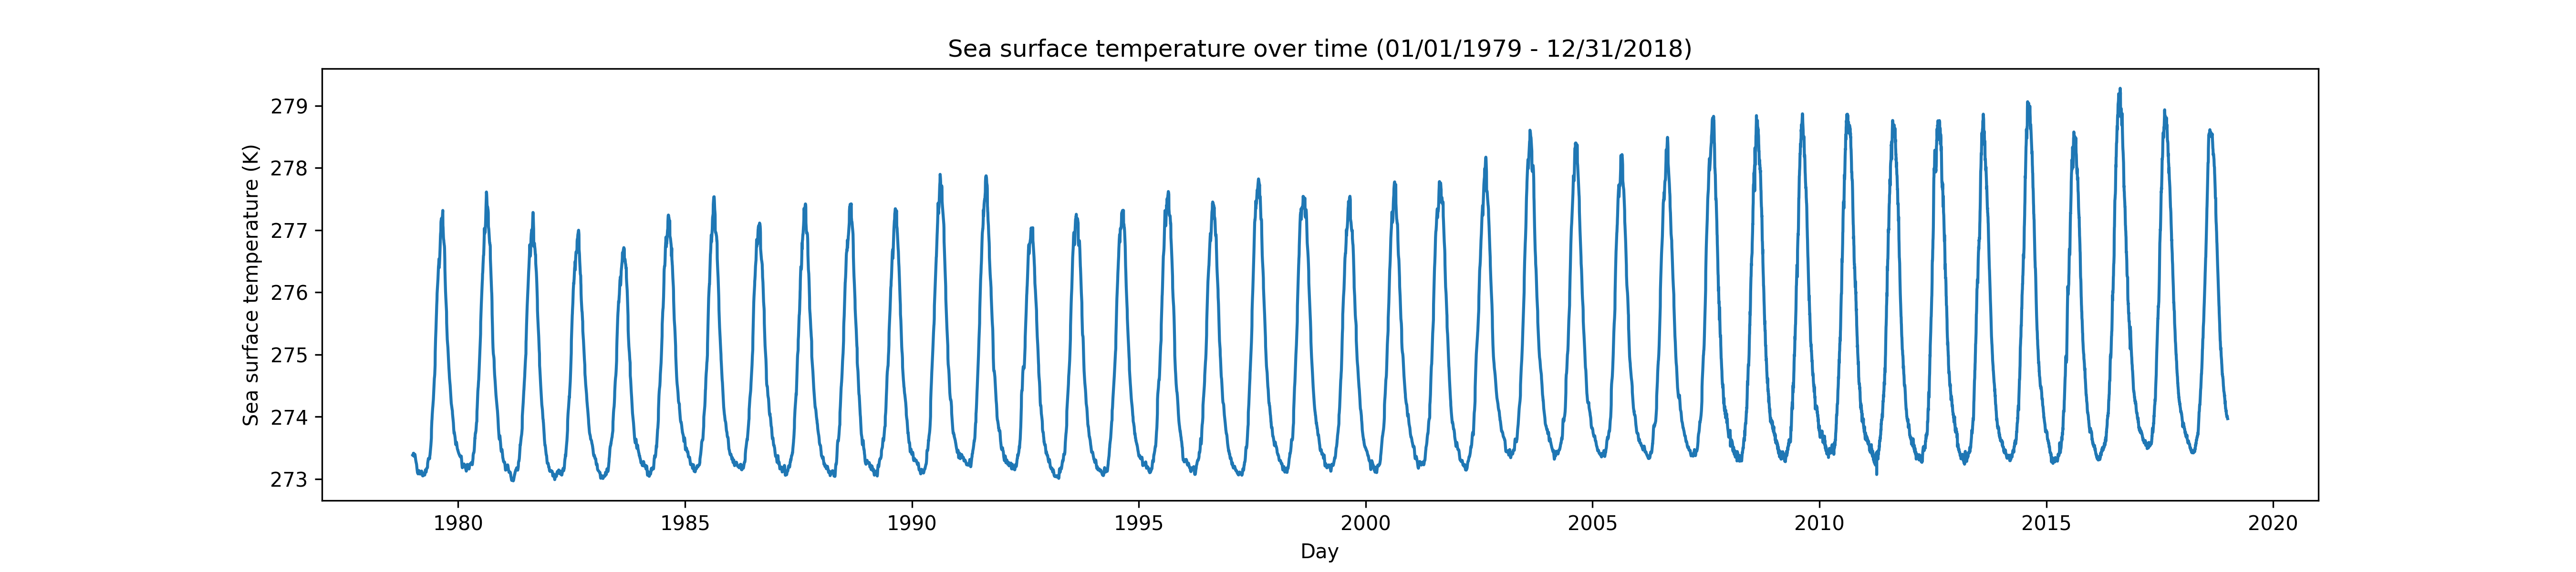 Sea surface temperature over time (01/01/1979 - 12/31/2018)
Sea surface temperature (K)
279
278
277
276
275
274
273
1980 1985 1990 1995 2000 2005 2010 2015 2020
Day